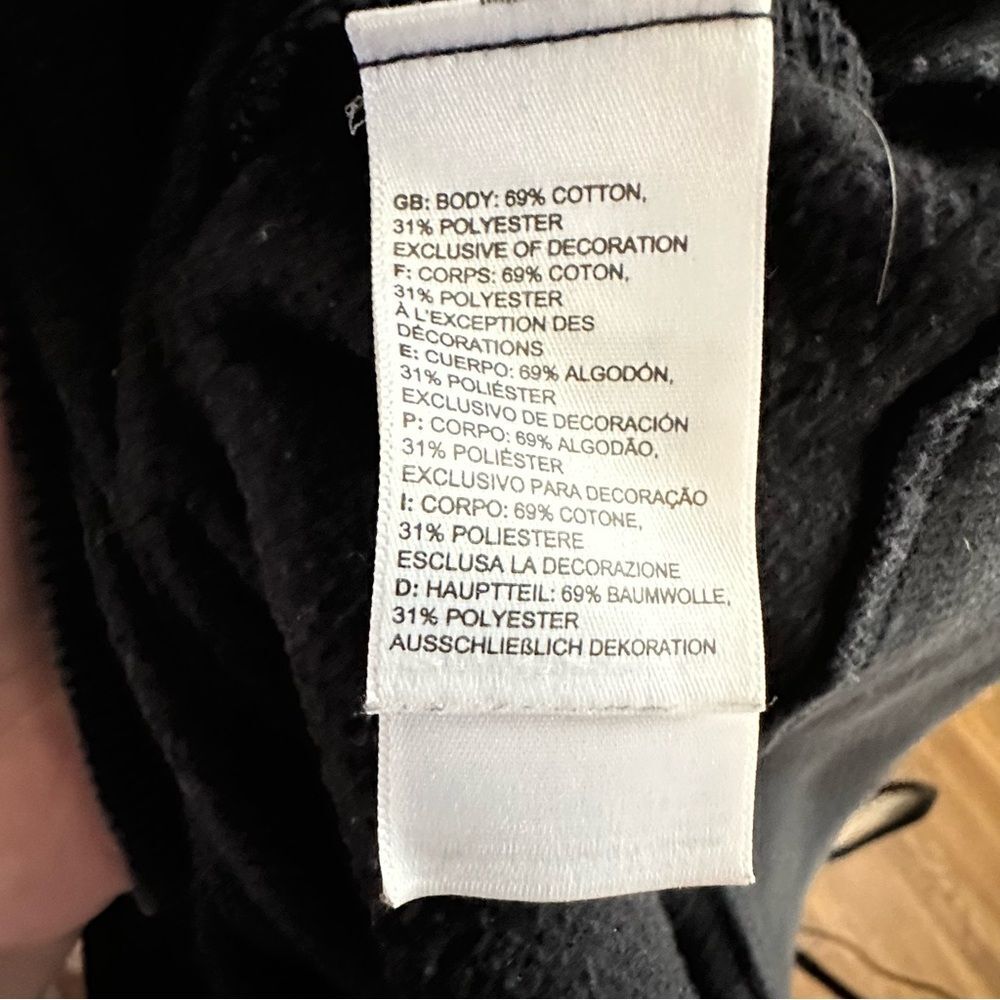 GB: BODY: 69% COTTON,
31% POLYESTER
EXCLUSIVE OF DECORATION
F: CORPS: 69% COTON,
31% POLYESTER
À L'EXCEPTION DES
DÉCORATIONS
E: CUERPO: 69% ALGODÓN,
31% POLIÉSTER
EXCLUSIVO DE DECORACIÓN
P: CORPO: 69% ALGODÃO,
31% POLIÉSTER
EXCLUSIVO PARA DECORAÇÃO
I: CORPO: 69% COTONE,
31% POLIESTERE
ESCLUSA LA DECORAZIONE
D: HAUPTTEIL: 69% BAUMWOLLE,
31% POLYESTER
AUSSCHLIEßLICH DEKORATION